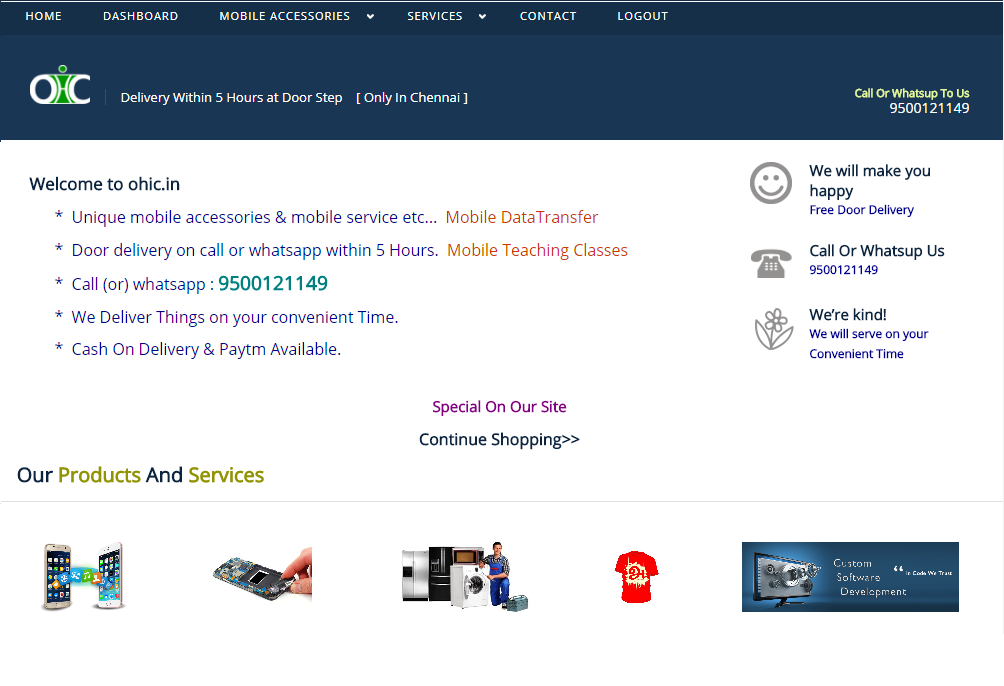 HOME DASHBOARD MOBILE ACCESSORIES SERVICES CONTACT LOGOUT
OHC
Delivery Within 5 Hours at Door Step [ Only In Chennai ]
Call Or Whatsup To Us
9500121149
Welcome to ohic.in
* Unique mobile accessories & mobile service etc... Mobile DataTransfer
* Door delivery on call or whatsapp within 5 Hours. Mobile Teaching Classes
* Call (or) whatsapp : 9500121149
* We Deliver Things on your convenient Time.
* Cash On Delivery & Paytm Available.
We will make you
happy
Free Door Delivery
Call Or Whatsup Us
9500121149
We’re kind!
We will serve on your
Convenient Time
Special On Our Site
Continue Shopping>>
Our Products And Services
Custom
Software
Development
“ In Code We Trust